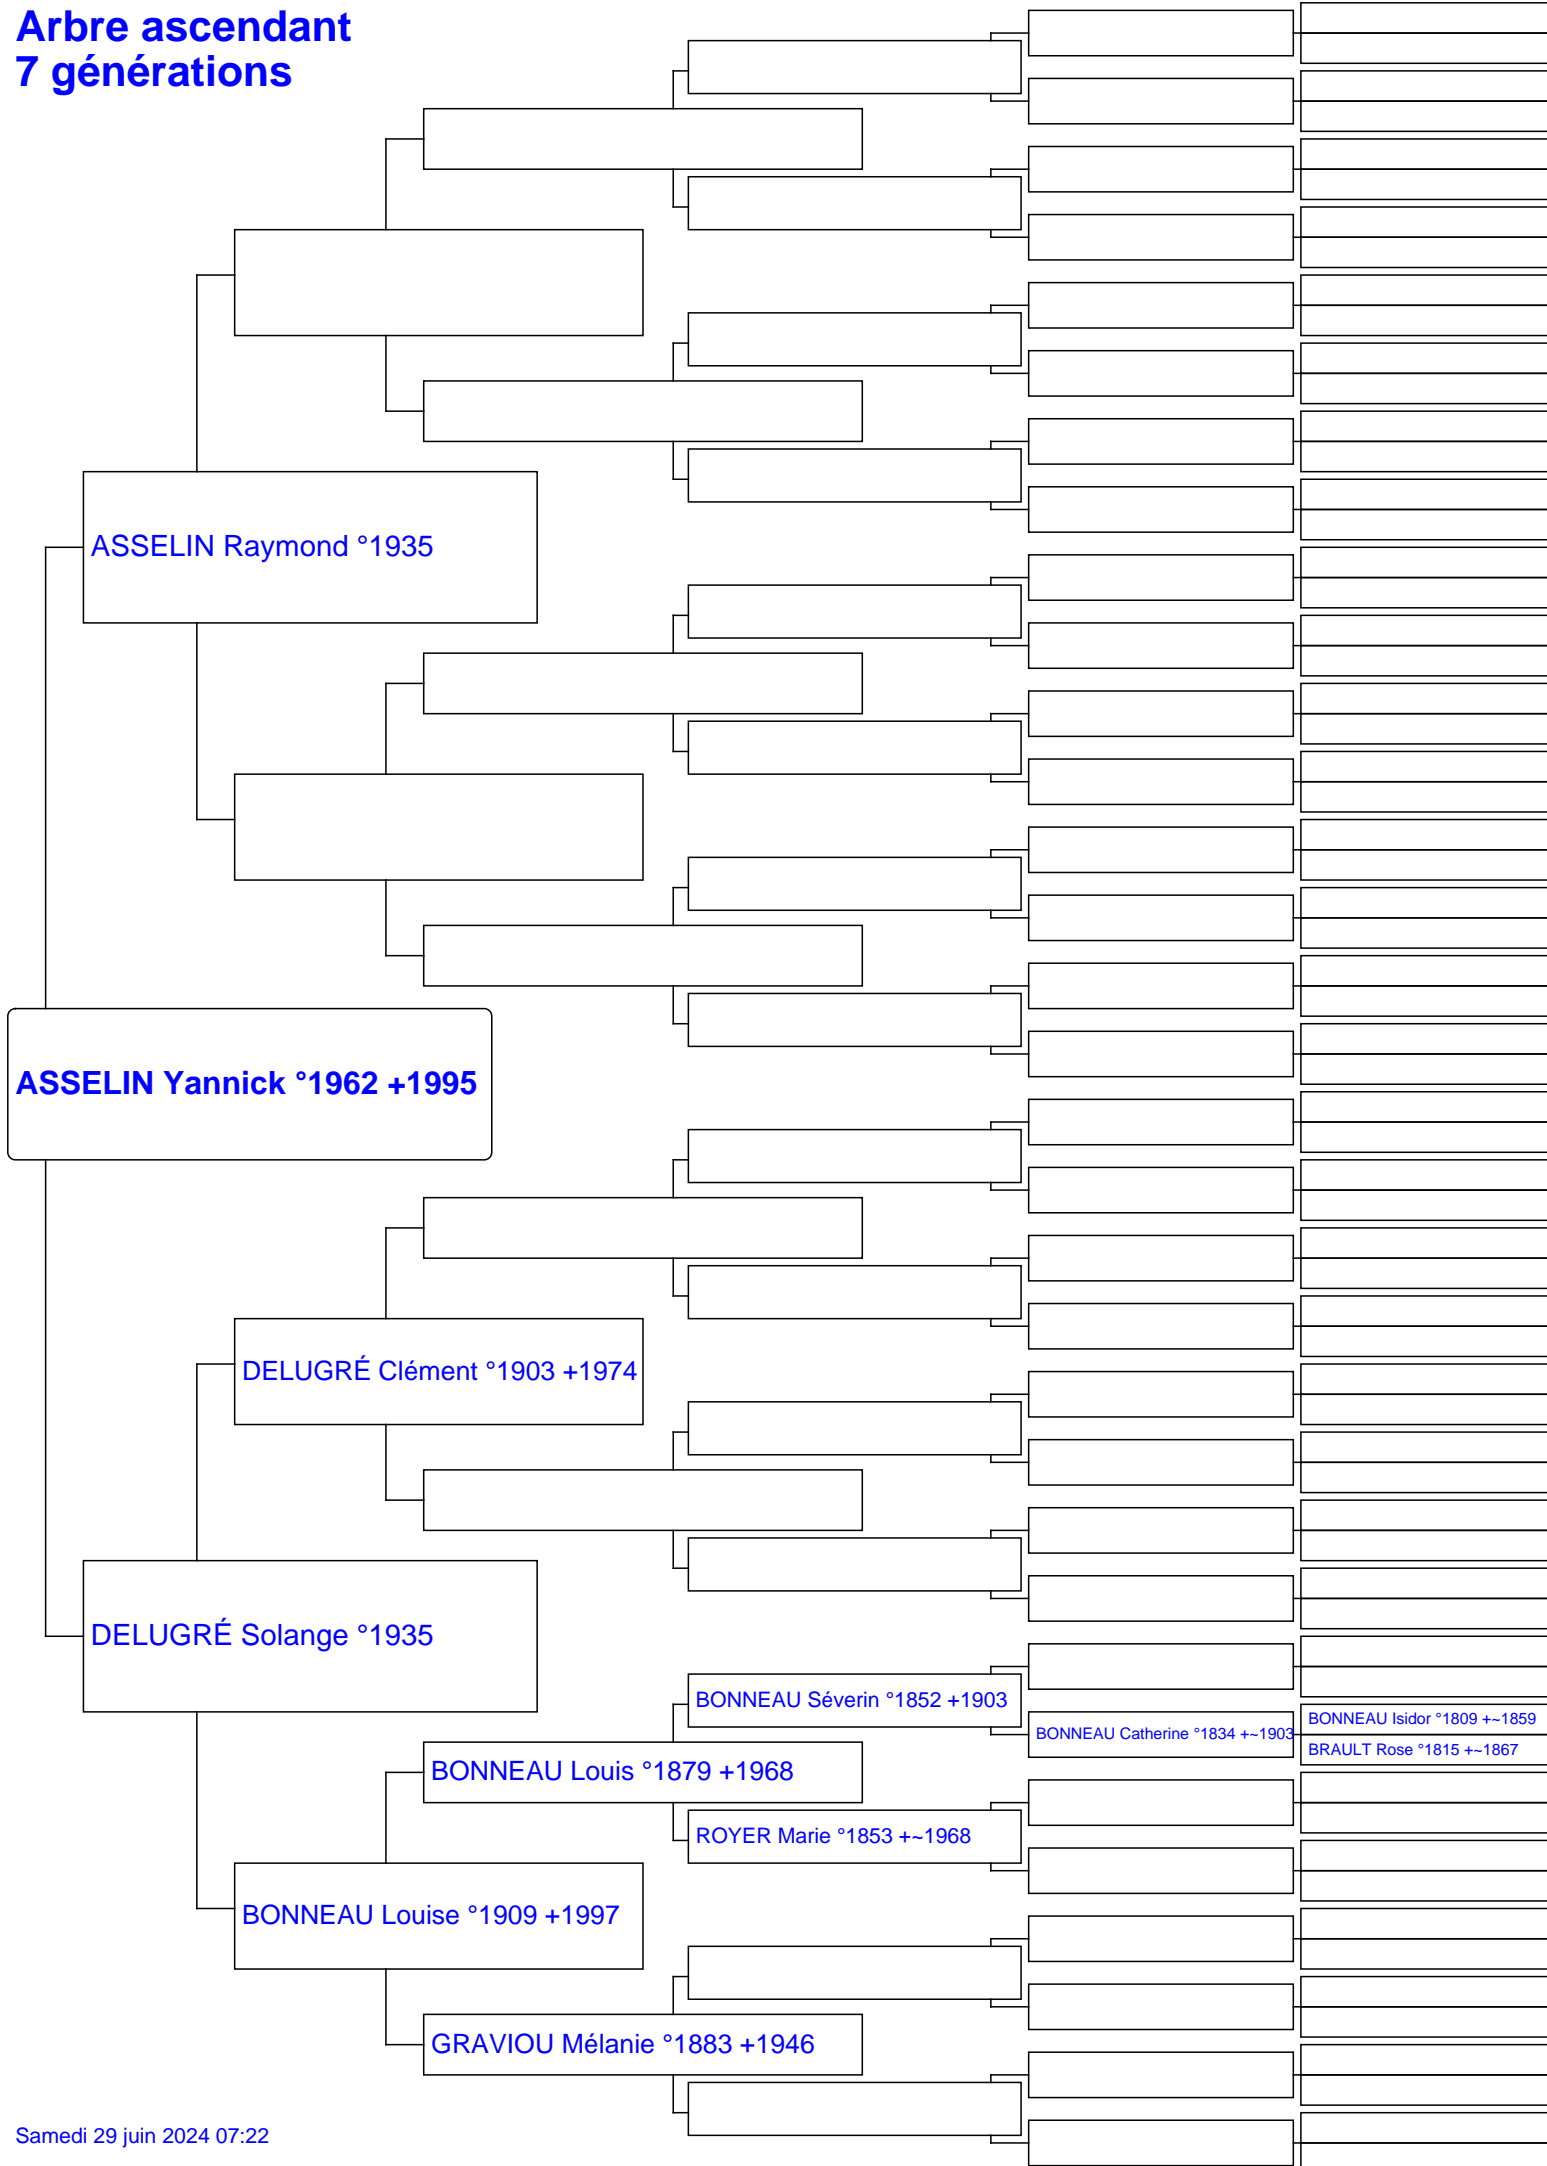 Arbre ascendant
7 générations
ASSELIN Raymond °1935
ASSELIN Yannick °1962 +1995
DELUGRÉ Clément °1903 +1974
DELUGRÉ Solange °1935
BONNEAU Séverin °1852 +1903
BONNEAU Catherine °1834 +~1903
BONNEAU Isidor °1809 +~1859
BRAULT Rose °1815 +~1867
BONNEAU Louis °1879 +1968
ROYER Marie °1853 +~1968
BONNEAU Louise °1909 +1997
GRAVIOU Mélanie °1883 +1946
Samedi 29 juin 2024 07:22